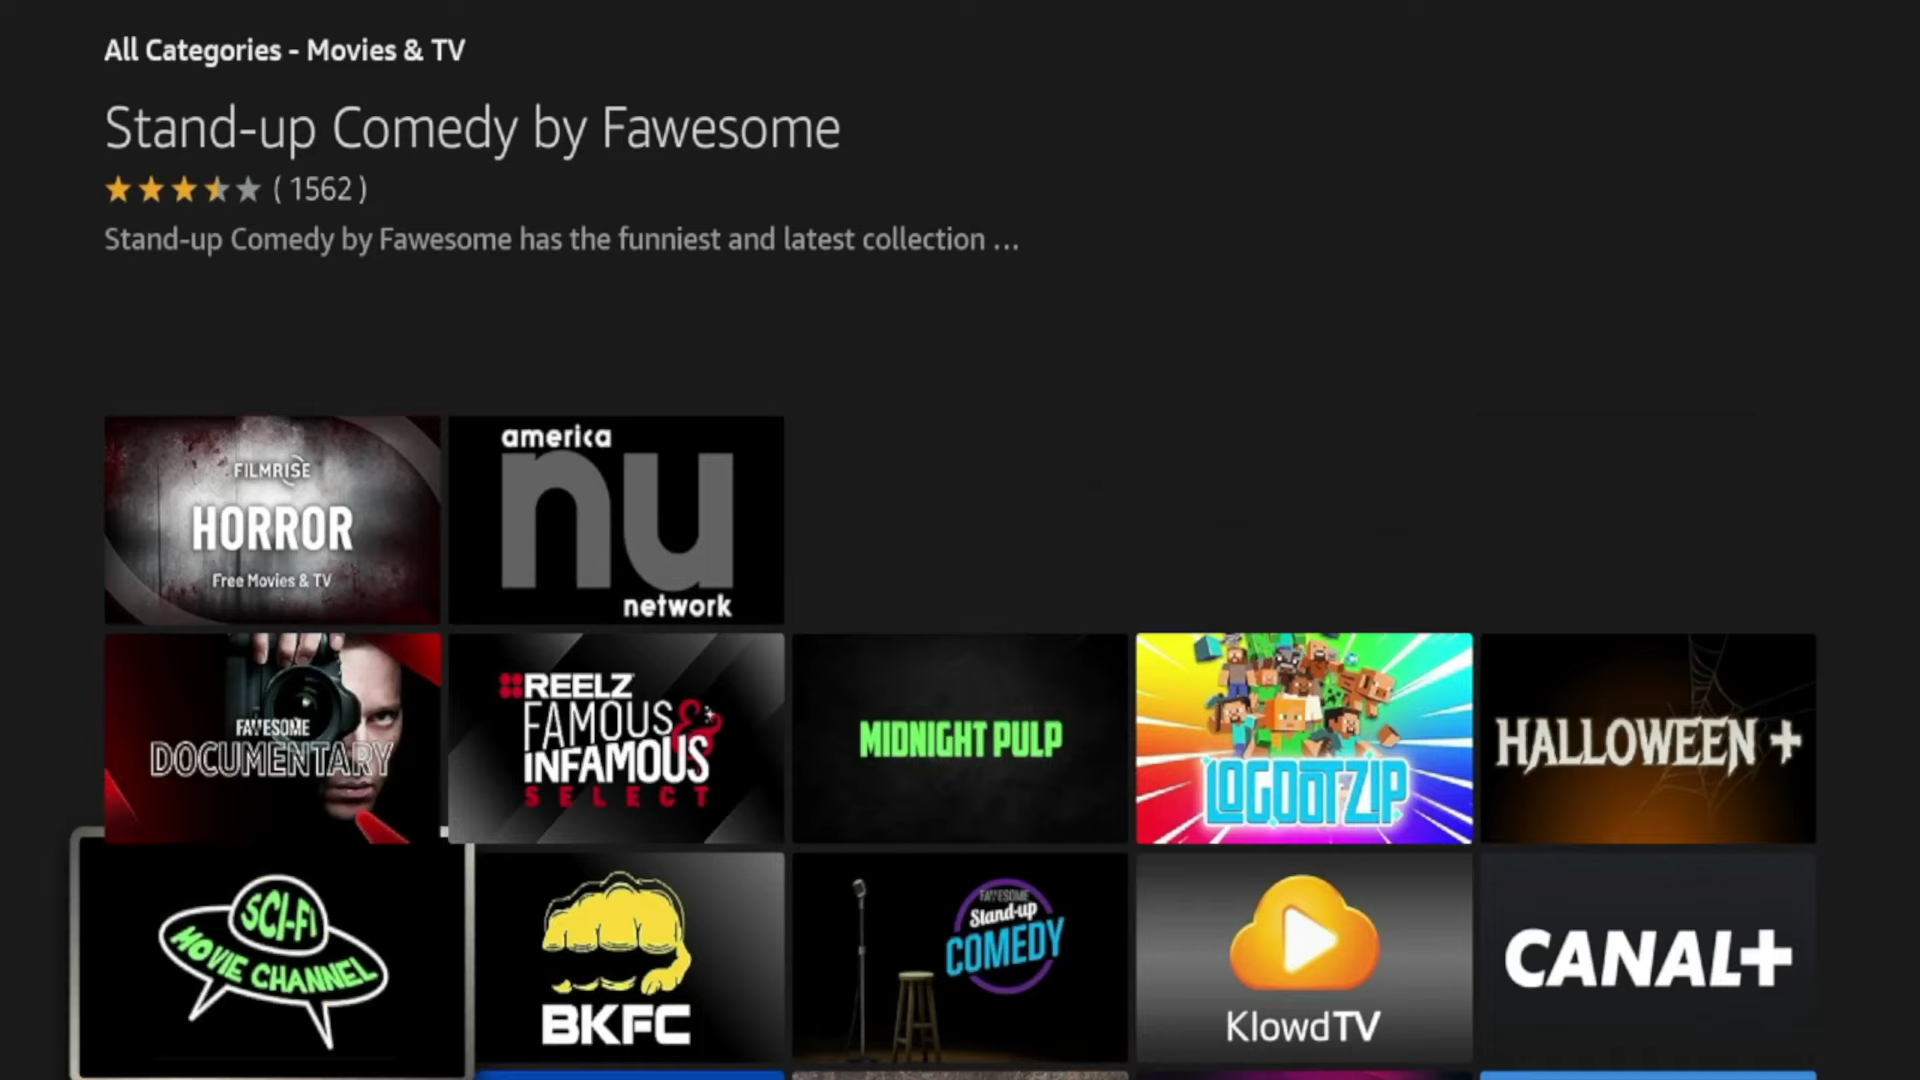 All Categories - Movies & TV
Stand-up Comedy by Fawesome
( 1562 )
Stand-up Comedy by Fawesome has the funniest and latest collection ...
FILMRISE
HORROR
Free Movies & TV
america
nu
network
FAWESOME
DOCUMENTARY
REELZ
FAMOUS &
INFAMOUS
SELECT
MIDNIGHT PULP
LOGDOTZIP
HALLOWEEN +
SCI-FI
MOVIE CHANNEL
BKFC
FAWESOME
Stand-up
COMEDY
KlowdTV
CANAL+